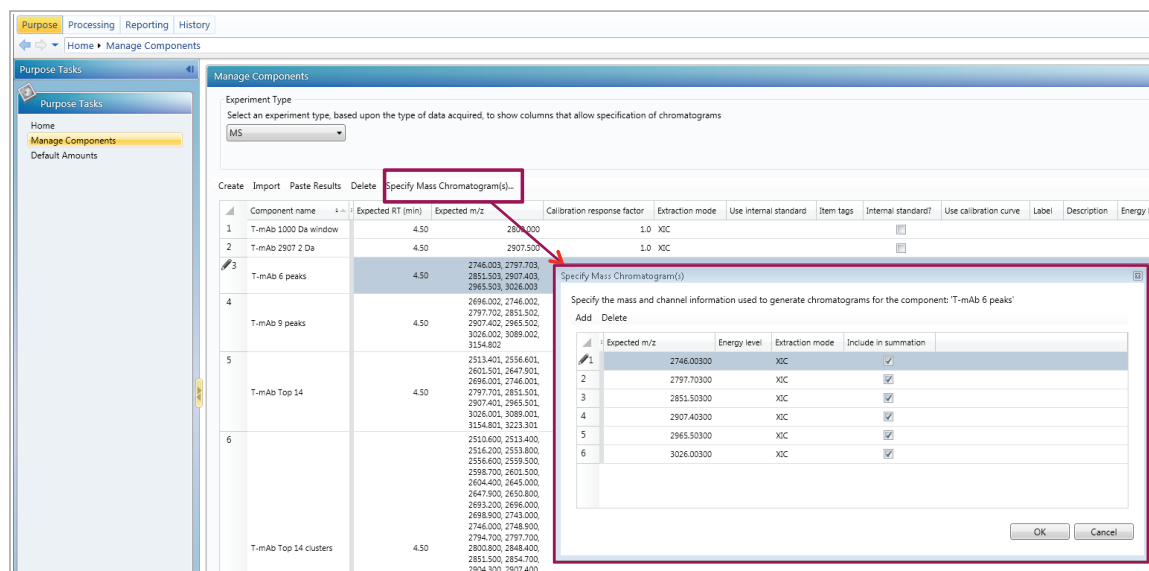 Purpose Processing Reporting History
Home Manage Components
Purpose Tasks
Purpose Tasks
Home
Manage Components
Default Amounts
Manage Components
Experiment Type
Select an experiment type, based upon the type of data acquired, to show columns that allow specification of chromatograms
MS
Create Import Paste Results Delete Specify Mass Chromatogram(s)...
Component name Expected RT (min) Expected m/z Calibration response factor Extraction mode Use internal standard Item tags Internal standard? Use calibration curve Label Description Energy
1 T-mAb 1000 Da window 4.50 2800.000 1.0 XIC
2 T-mAb 2907 2 Da 4.50 2907.500 1.0 XIC
3 T-mAb 6 peaks 4.50
2746.003, 2797.703,
2851.503, 2907.403,
2965.503, 3026.003
4 T-mAb 9 peaks 4.50
2696.002, 2746.002,
2797.702, 2851.502,
2907.402, 2965.502,
3026.002, 3089.002,
3154.802
5 T-mAb Top 14 4.50
2513.401, 2556.601,
2601.501, 2647.901,
2696.001, 2746.001,
2797.701, 2851.501,
2907.401, 2965.501,
3026.001, 3089.001,
3154.801, 3223.301
6 T-mAb Top 14 clusters 4.50
2510.600, 2513.400,
2516.200, 2553.800,
2556.600, 2559.500,
2598.700, 2601.500,
2604.400, 2645.000,
2647.900, 2650.800,
2693.200, 2696.000,
2698.900, 2743.000,
2746.000, 2748.900,
2794.700, 2797.700,
2800.800, 2848.400,
2851.500, 2854.700,
2904.300, 2907.400
Specify Mass Chromatogram(s)
Specify the mass and channel information used to generate chromatograms for the component: 'T-mAb 6 peaks'
Add Delete
Expected m/z Energy level Extraction mode Include in summation
1 2746.00300 XIC
2 2797.70300 XIC
3 2851.50300 XIC
4 2907.40300 XIC
5 2965.50300 XIC
6 3026.00300 XIC
OK Cancel